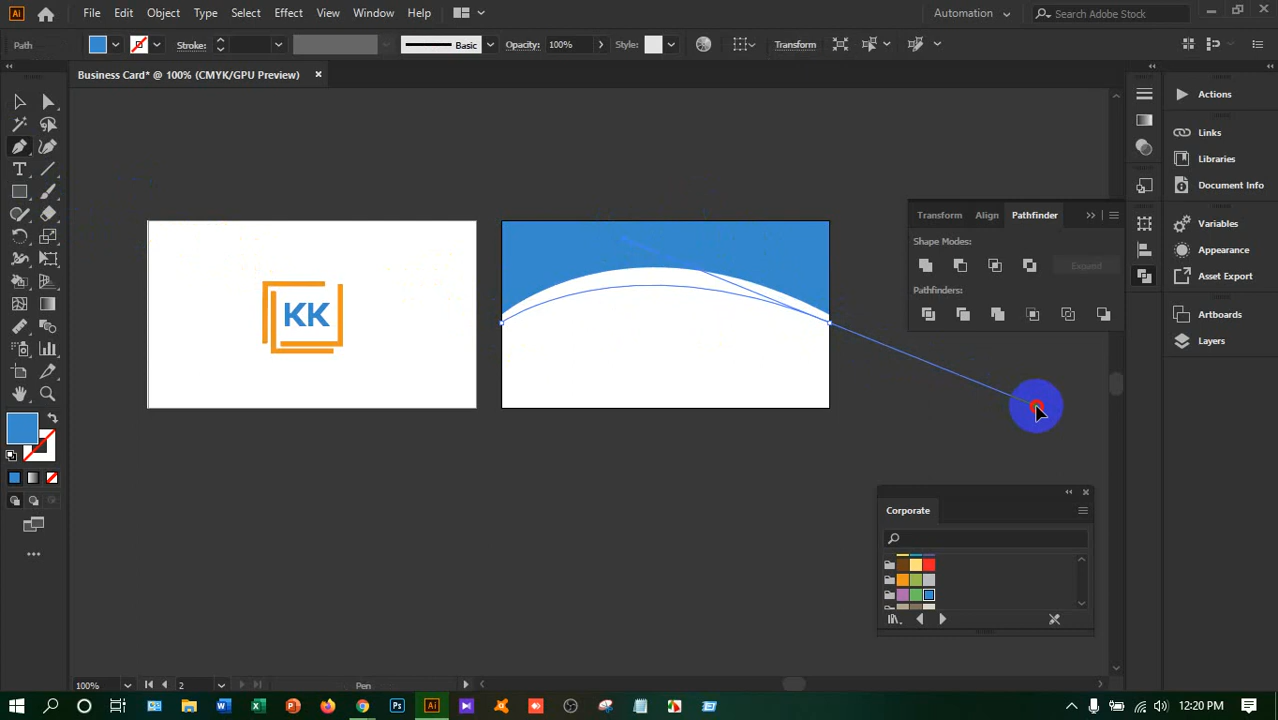 Ai File Edit Object Type Select Effect View Window Help Automation Search Adobe Stock
Path Stroke: Basic Opacity: 100% Style: Transform
Business Card* @ 100% (CMYK/GPU Preview)
Actions
Links
Libraries
Document Info
Transform Align Pathfinder
Variables
Shape Modes:
Appearance
Expand
Asset Export
Pathfinders:
Artboards
Layers
KK
Corporate
100% 2 Pen
12:20 PM